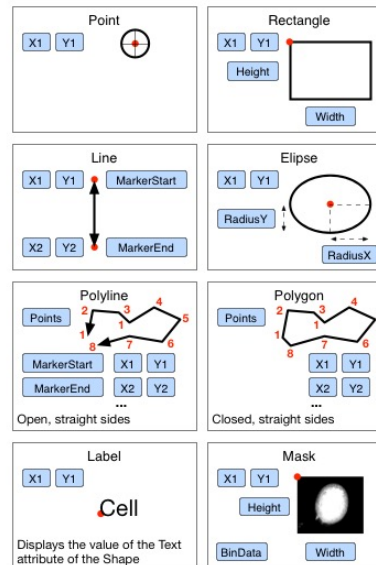 Point
X1 Y1
Rectangle
X1 Y1
Height
Width
Line
X1 Y1 MarkerStart
X2 Y2 MarkerEnd
Elipse
X1 Y1
RadiusY
RadiusX
Polyline
Points
2 3 4
1 1 5
8 7 6
MarkerStart X1 Y1
MarkerEnd X2 Y2
...
Open, straight sides
Polygon
Points
2 3 4
1 1 5
8 7 6
X1 Y1
X2 Y2
...
Closed, straight sides
Label
X1 Y1
Cell
Displays the value of the Text
attribute of the Shape
Mask
X1 Y1
Height
BinData Width